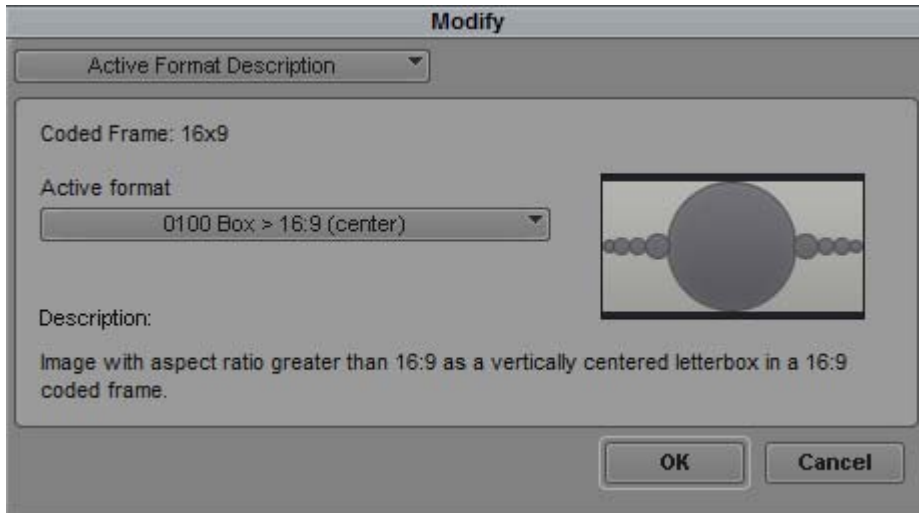 Modify
Active Format Description
Coded Frame: 16x9
Active format
0100 Box > 16:9 (center)
Description:
Image with aspect ratio greater than 16:9 as a vertically centered letterbox in a 16:9
coded frame.
OK
Cancel